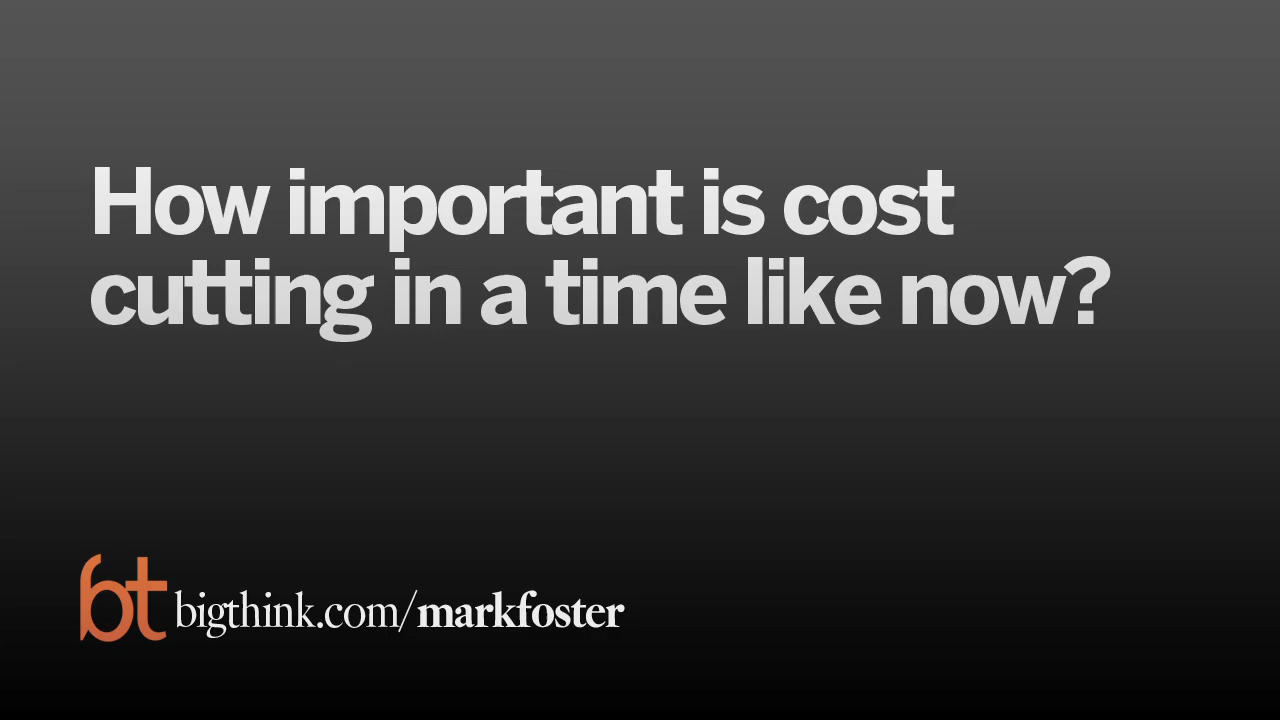 How important is cost
cutting in a time like now?
bt bigthink.com/markfoster